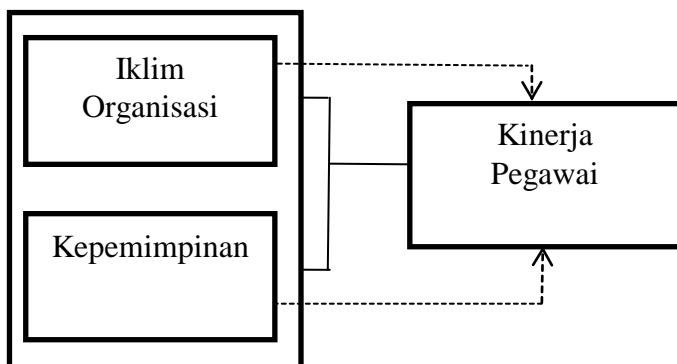 Iklim
Organisasi
Kinerja
Pegawai
Kepemimpinan